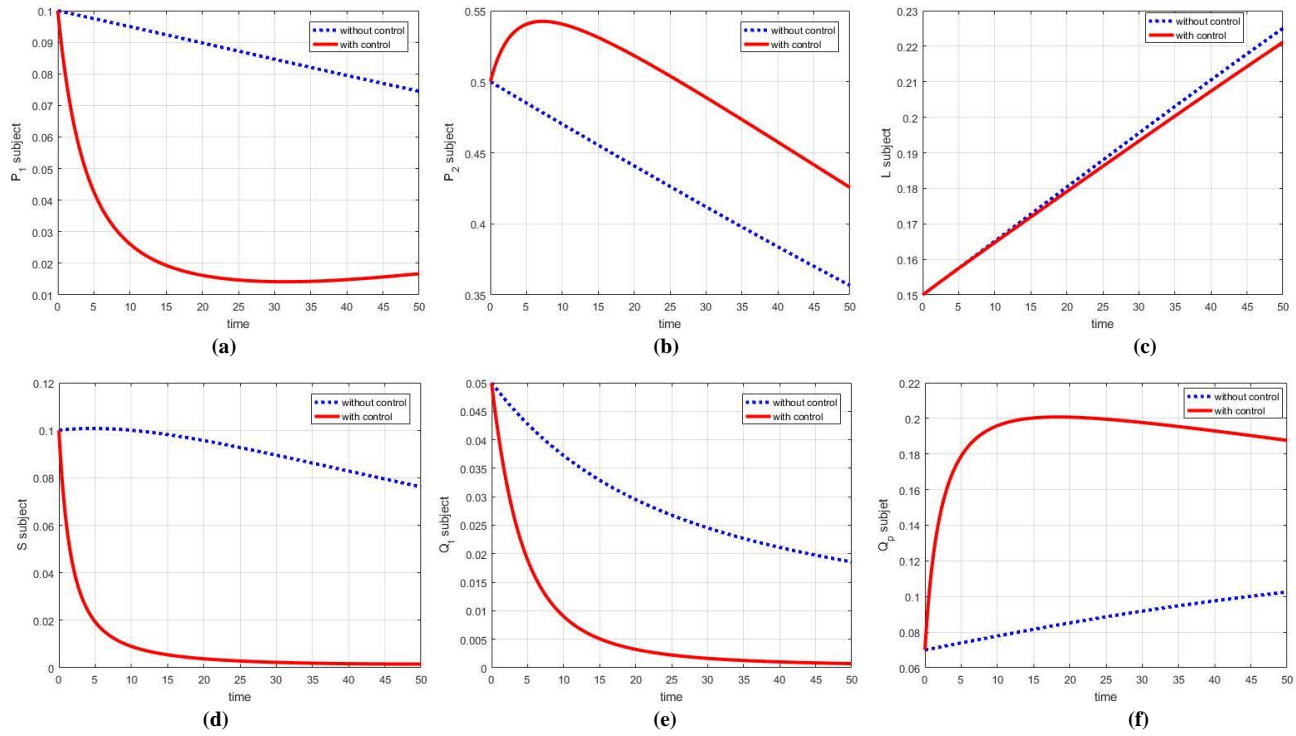 0.1
0.09
0.08
0.07
0.06
0.05
0.04
0.03
0.02
0.01
P1 subject
without control
with control
0 5 10 15 20 25 30 35 40 45 50
time
(a)
0.55
0.5
0.45
0.4
0.35
P2 subject
without control
with control
0 5 10 15 20 25 30 35 40 45 50
time
(b)
0.23
0.22
0.21
0.2
0.19
0.18
0.17
0.16
0.15
L subject
without control
with control
0 5 10 15 20 25 30 35 40 45 50
time
(c)
0.12
0.1
0.08
0.06
0.04
0.02
0
S subject
without control
with control
0 5 10 15 20 25 30 35 40 45 50
time
(d)
0.05
0.045
0.04
0.035
0.03
0.025
0.02
0.015
0.01
0.005
0
Qt subject
without control
with control
0 5 10 15 20 25 30 35 40 45 50
time
(e)
0.22
0.2
0.18
0.16
0.14
0.12
0.1
0.08
0.06
Qp subjet
without control
with control
0 5 10 15 20 25 30 35 40 45 50
time
(f)